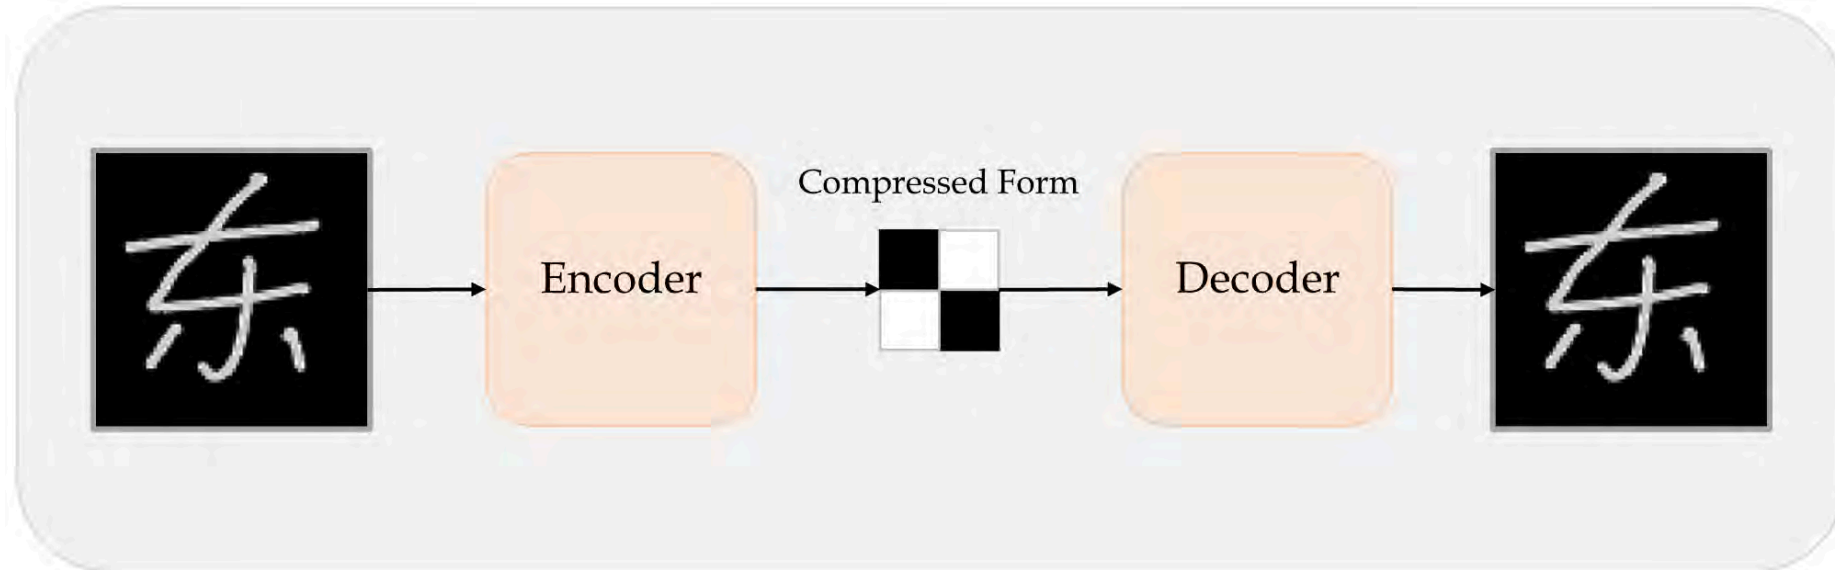 东
Encoder
Compressed Form
Decoder
东